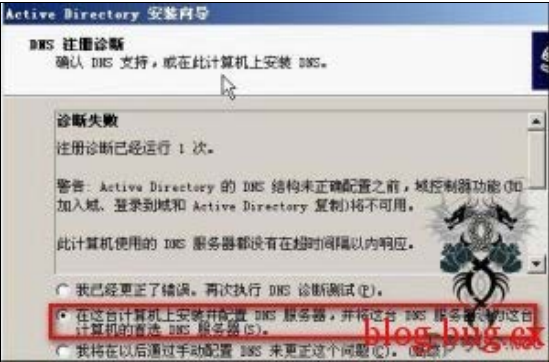 Active Directory 安装向导
DNS 注册诊断
确认 DNS 支持，或在此计算机上安装 DNS。
诊断失败
注册诊断已经运行 1 次。
警告: Active Directory 的 DNS 结构未正确配置之前，域控制器功能(如
加入域、登录到域和 Active Directory 复制)将不可用。
此计算机使用的 DNS 服务器都没有在超时间隔以内响应。
我已经更正了错误。再次执行 DNS 诊断测试(P)。
在这台计算机上安装并配置 DNS 服务器，并将这台 DNS 服务器设为这台
计算机的首选 DNS 服务器(S)。
我将在以后通过手动配置 DNS 来更正这个问题(C)。(高级)
blog.bug.cx